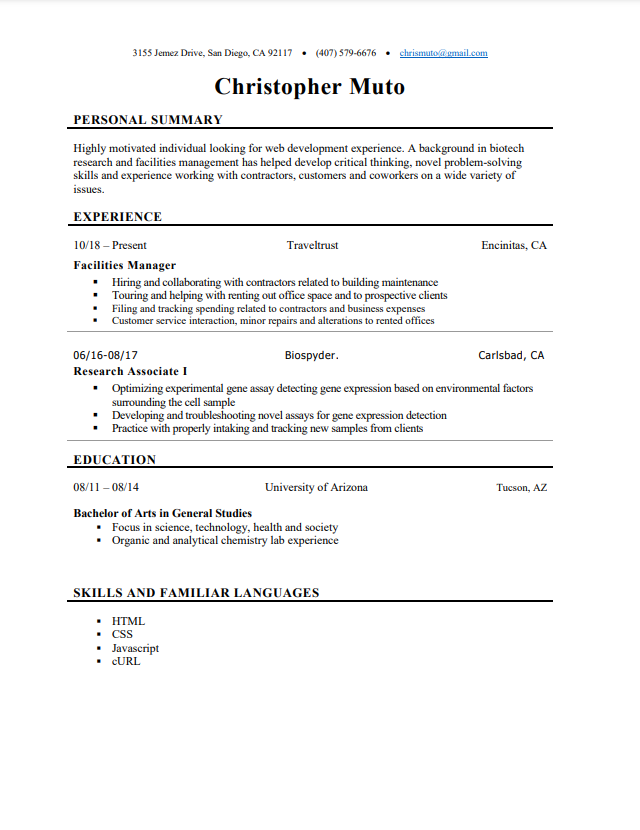 3155 Jemez Drive, San Diego, CA 92117 • (407) 579-6676 • chrismuto@gmail.com
Christopher Muto
PERSONAL SUMMARY
Highly motivated individual looking for web development experience. A background in biotech
research and facilities management has helped develop critical thinking, novel problem-solving
skills and experience working with contractors, customers and coworkers on a wide variety of
issues.
EXPERIENCE
10/18 – Present Traveltrust Encinitas, CA
Facilities Manager
▪ Hiring and collaborating with contractors related to building maintenance
▪ Touring and helping with renting out office space and to prospective clients
▪ Filing and tracking spending related to contractors and business expenses
▪ Customer service interaction, minor repairs and alterations to rented offices
06/16-08/17 Biospyder. Carlsbad, CA
Research Associate I
▪ Optimizing experimental gene assay detecting gene expression based on environmental factors
surrounding the cell sample
▪ Developing and troubleshooting novel assays for gene expression detection
▪ Practice with properly intaking and tracking new samples from clients
EDUCATION
08/11 – 08/14 University of Arizona Tucson, AZ
Bachelor of Arts in General Studies
▪ Focus in science, technology, health and society
▪ Organic and analytical chemistry lab experience
SKILLS AND FAMILIAR LANGUAGES
▪ HTML
▪ CSS
▪ Javascript
▪ cURL